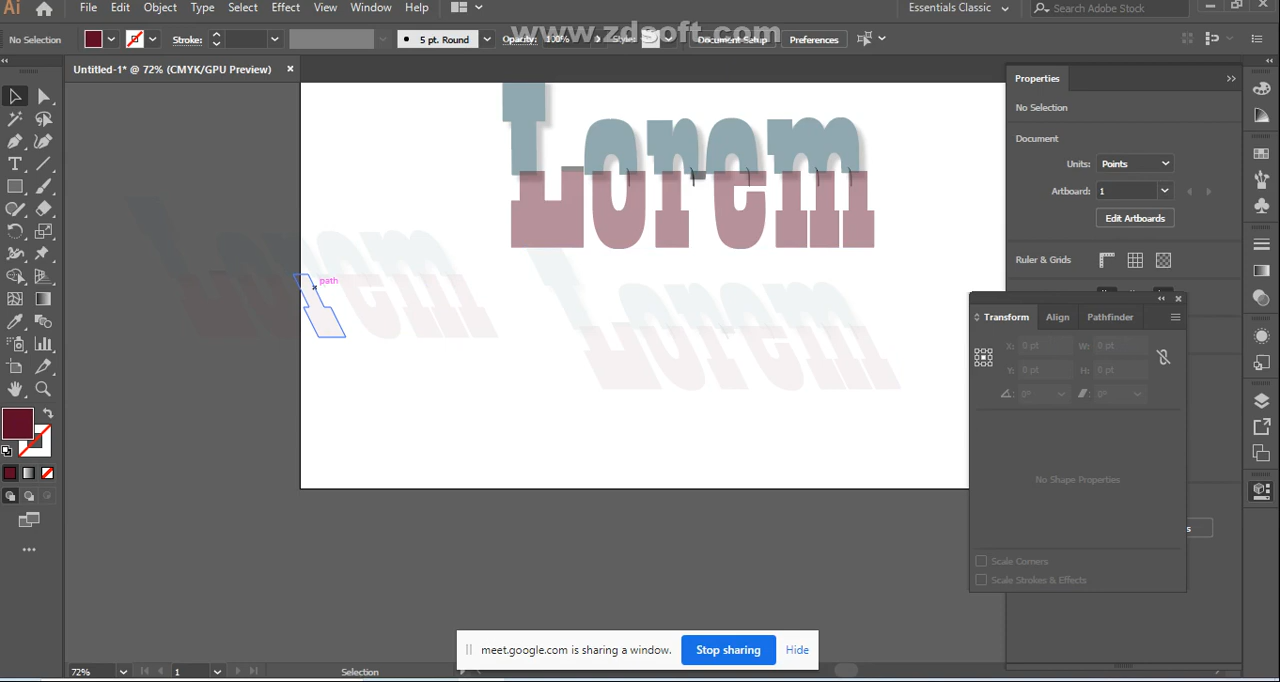 Ai File Edit Object Type Select Effect View Window Help Essentials Classic Search Adobe Stock
www.zdsoft.com
No Selection Stroke: 5 pt. Round Opacity: 100% Style: Document Setup Preferences
Untitled-1* @ 72% (CMYK/GPU Preview)
Properties
No Selection
Document
Units: Points
Artboard: 1
Edit Artboards
Ruler & Grids
Lorem
Lorem
path
Lorem
Transform Align Pathfinder
X: 0 pt W: 0 pt
Y: 0 pt H: 0 pt
0° 0°
No Shape Properties
s
Scale Corners
Scale Strokes & Effects
meet.google.com is sharing a window. Stop sharing Hide
72% 1 Selection